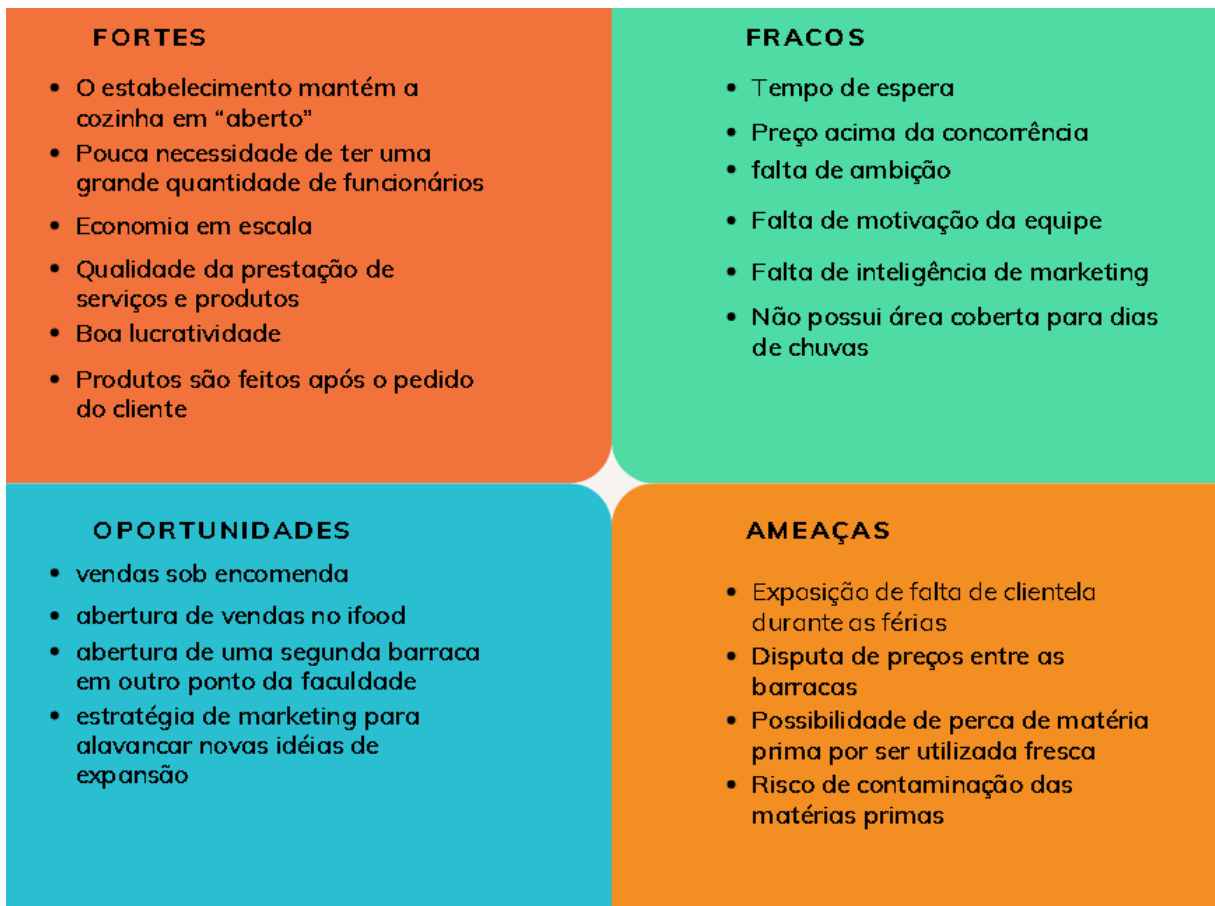 FORTES
• O estabelecimento mantém a
cozinha em “aberto”
• Pouca necessidade de ter uma
grande quantidade de funcionários
• Economia em escala
• Qualidade da prestação de
serviços e produtos
• Boa lucratividade
• Produtos são feitos após o pedido
do cliente
FRACOS
• Tempo de espera
• Preço acima da concorrência
• falta de ambição
• Falta de motivação da equipe
• Falta de inteligência de marketing
• Não possui área coberta para dias
de chuvas
OPORTUNIDADES
• vendas sob encomenda
• abertura de vendas no ifood
• abertura de uma segunda barraca
em outro ponto da faculdade
• estratégia de marketing para
alavancar novas idéias de
expansão
AMEAÇAS
• Exposição de falta de clientela
durante as férias
• Disputa de preços entre as
barracas
• Possibilidade de perca de matéria
prima por ser utilizada fresca
• Risco de contaminação das
matérias primas